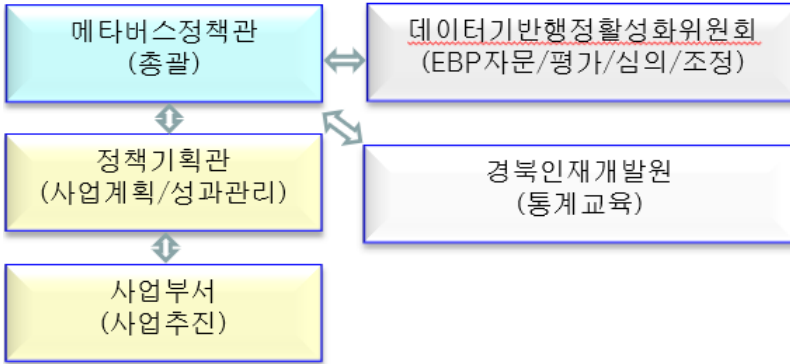 메타버스정책관
(총괄)
데이터기반행정활성화위원회
(EBP자문/평가/심의/조정)
정책기획관
(사업계획/성과관리)
경북인재개발원
(통계교육)
사업부서
(사업추진)